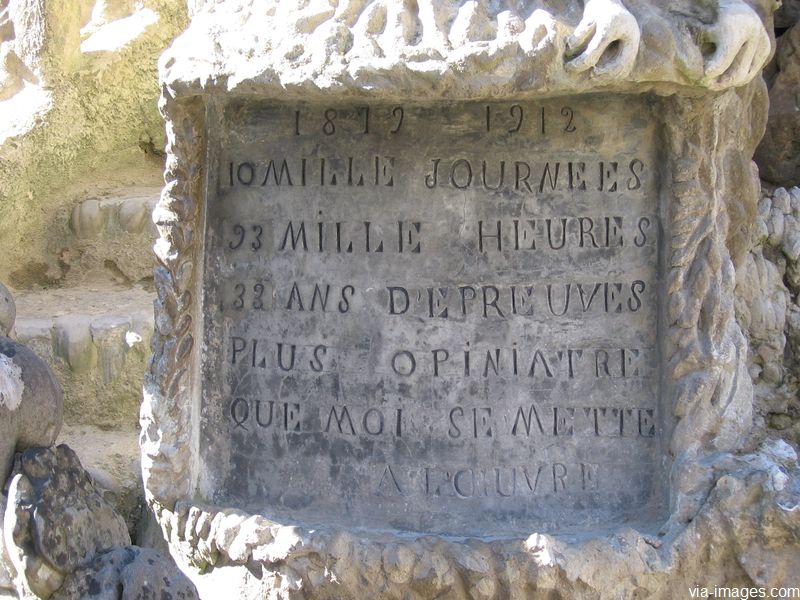 1879 1912
10 MILLE JOURNEES
93 MILLE HEURES
33 ANS D'EPREUVES
PLUS OPINIATRE
QUE MOI SE METTE
A L'OEUVRE
via-images.com